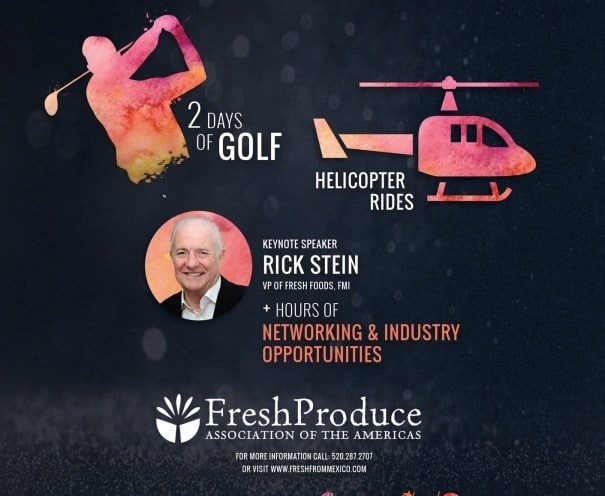 2 DAYS
OF GOLF
HELICOPTER
RIDES
KEYNOTE SPEAKER
RICK STEIN
VP OF FRESH FOODS, FMI
+ HOURS OF
NETWORKING & INDUSTRY
OPPORTUNITIES
FreshProduce
ASSOCIATION OF THE AMERICAS
FOR MORE INFORMATION CALL: 520.287.2707
OR VISIT WWW.FRESHFROMMEXICO.COM